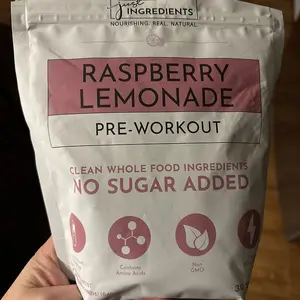 just
INGREDIENTS
NOURISHING. REAL. NATURAL.
RASPBERRY
LEMONADE
PRE-WORKOUT
CLEAN WHOLE FOOD INGREDIENTS
NO SUGAR ADDED
Contains
Amino Acids
Non
GMO